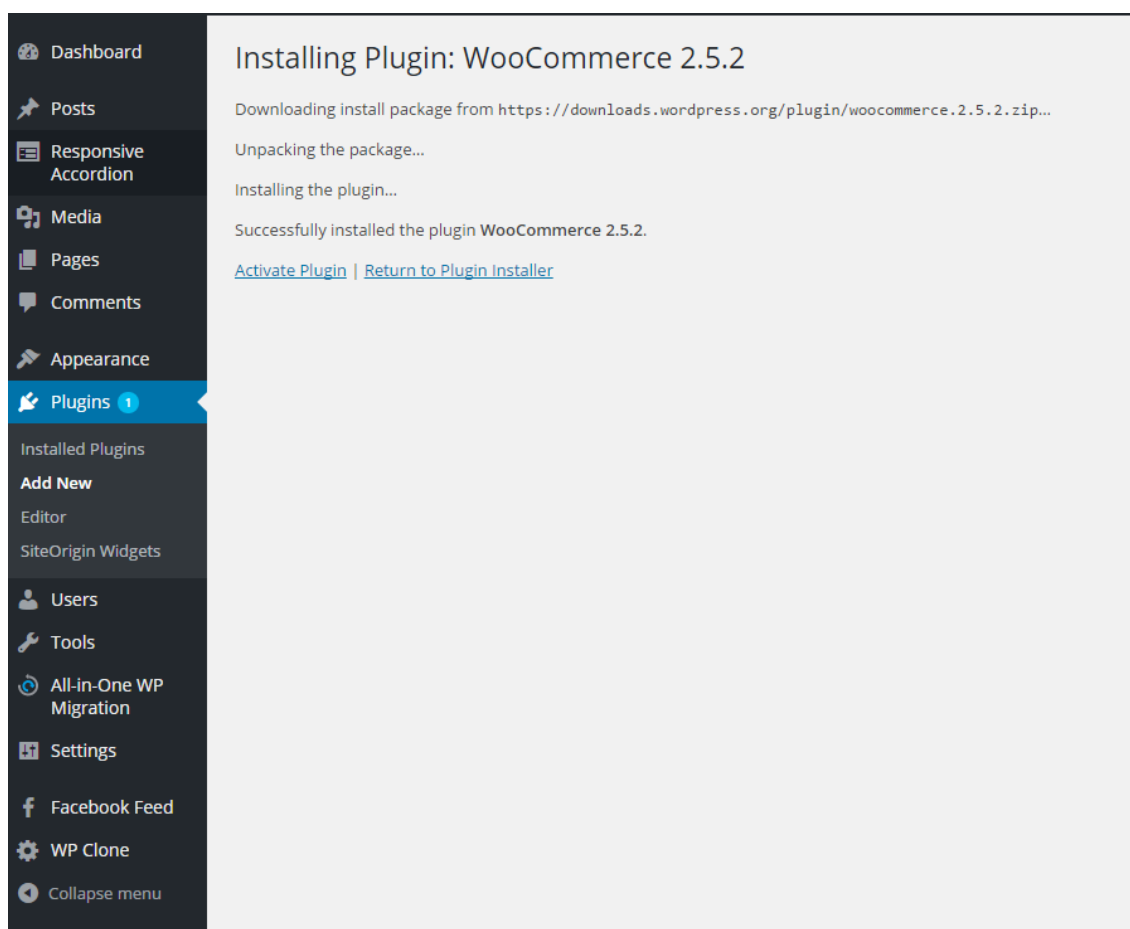 Dashboard
Posts
Responsive
Accordion
Media
Pages
Comments
Appearance
Plugins 1
Installed Plugins
Add New
Editor
SiteOrigin Widgets
Users
Tools
All-in-One WP
Migration
Settings
Facebook Feed
WP Clone
Collapse menu
Installing Plugin: WooCommerce 2.5.2
Downloading install package from https://downloads.wordpress.org/plugin/woocommerce.2.5.2.zip…
Unpacking the package…
Installing the plugin…
Successfully installed the plugin WooCommerce 2.5.2.
Activate Plugin | Return to Plugin Installer